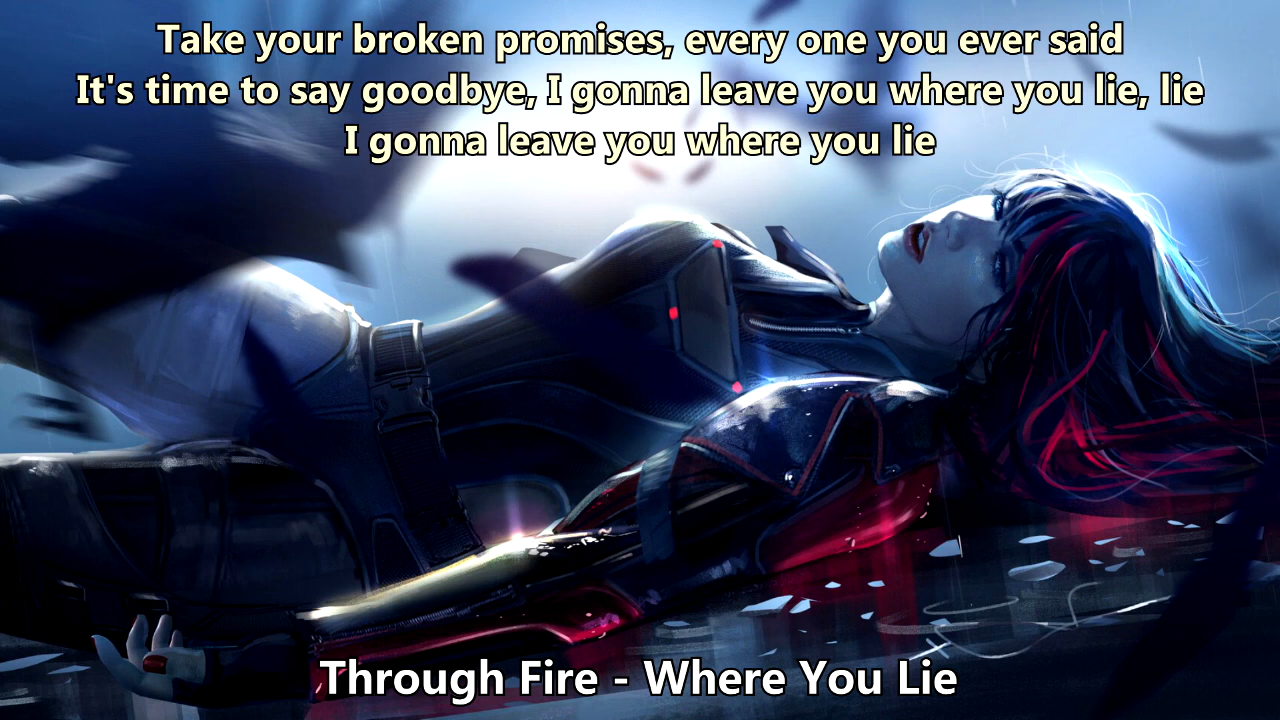 Take your broken promises, every one you ever said
It's time to say goodbye, I gonna leave you where you lie, lie
I gonna leave you where you lie
Through Fire - Where You Lie